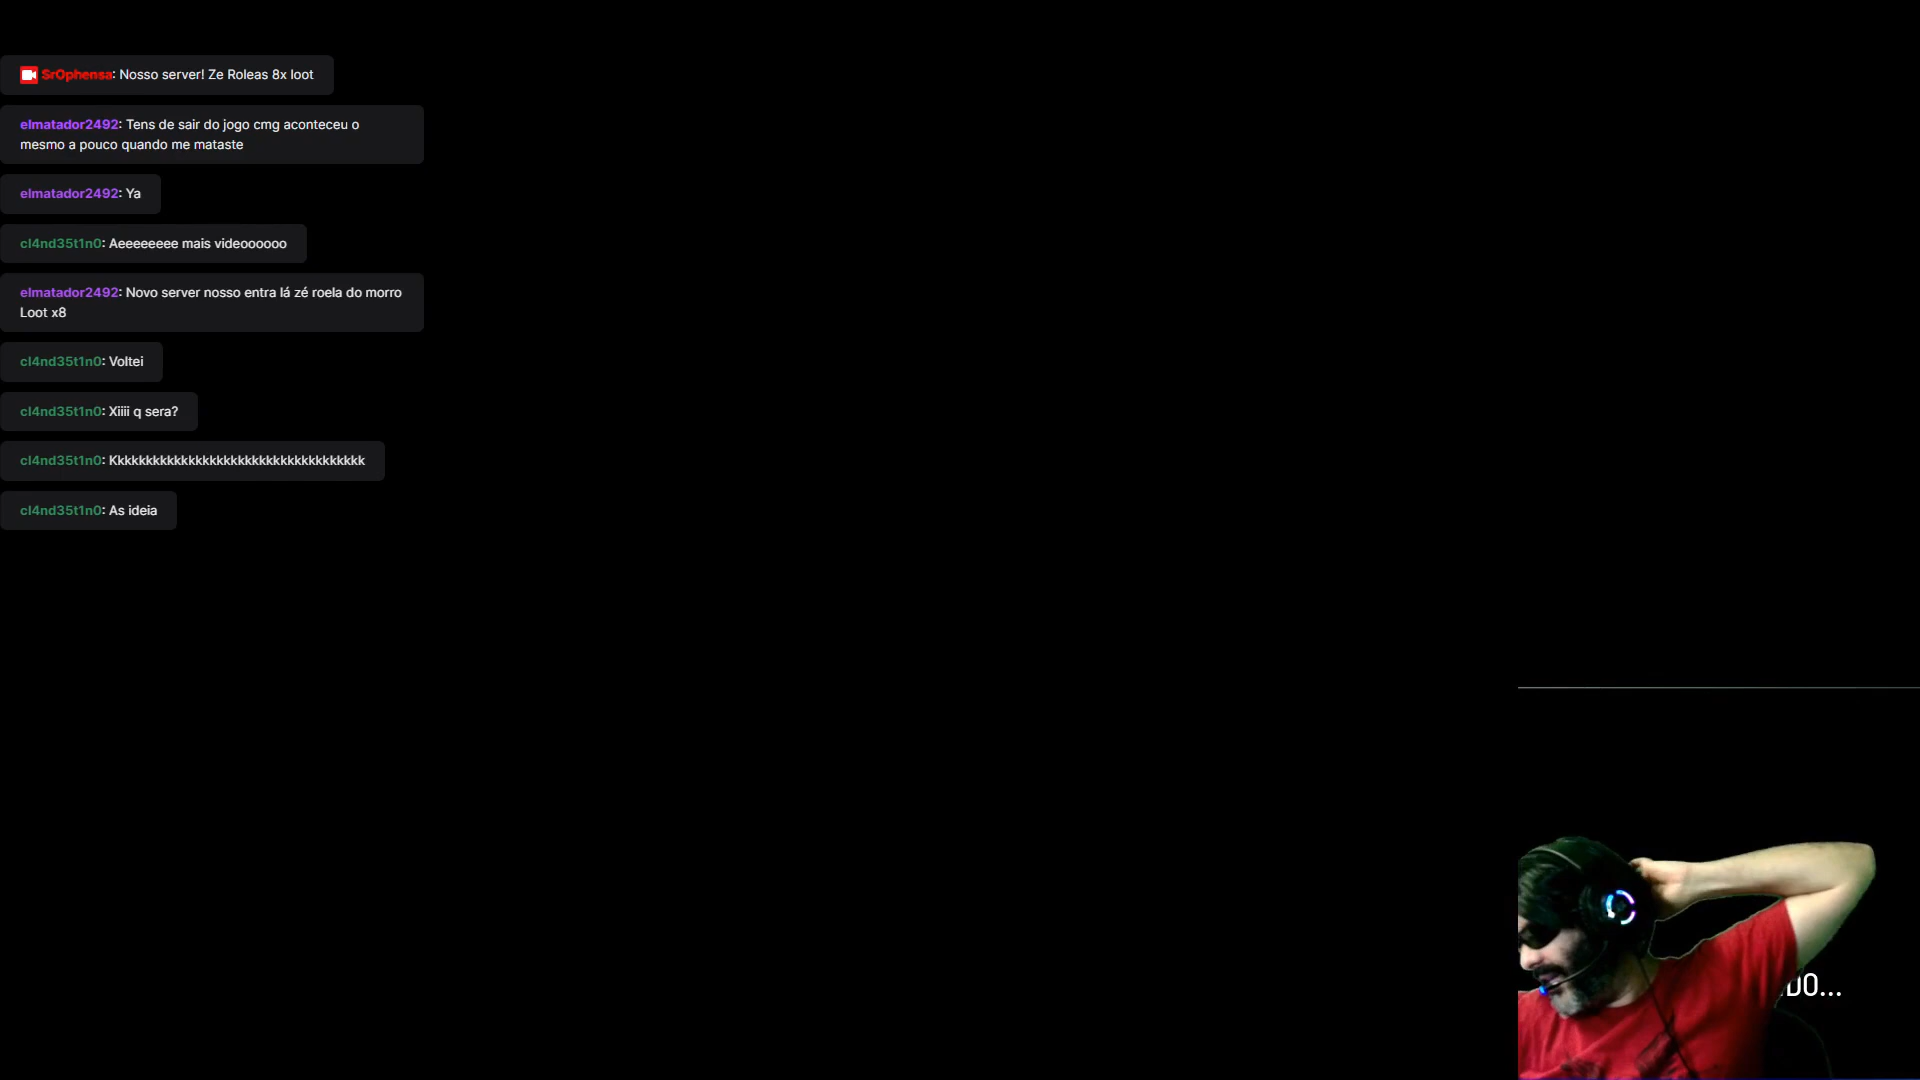 SrOphensa: Nosso server! Ze Roleas 8x loot
elmatador2492: Tens de sair do jogo cmg aconteceu o
mesmo a pouco quando me mataste
elmatador2492: Ya
cl4nd35t1n0: Aeeeeeeee mais videoooooo
elmatador2492: Novo server nosso entra lá zé roela do morro
Loot x8
cl4nd35t1n0: Voltei
cl4nd35t1n0: Xiiii q sera?
cl4nd35t1n0: Kkkkkkkkkkkkkkkkkkkkkkkkkkkkkkkkkkkk
cl4nd35t1n0: As ideia